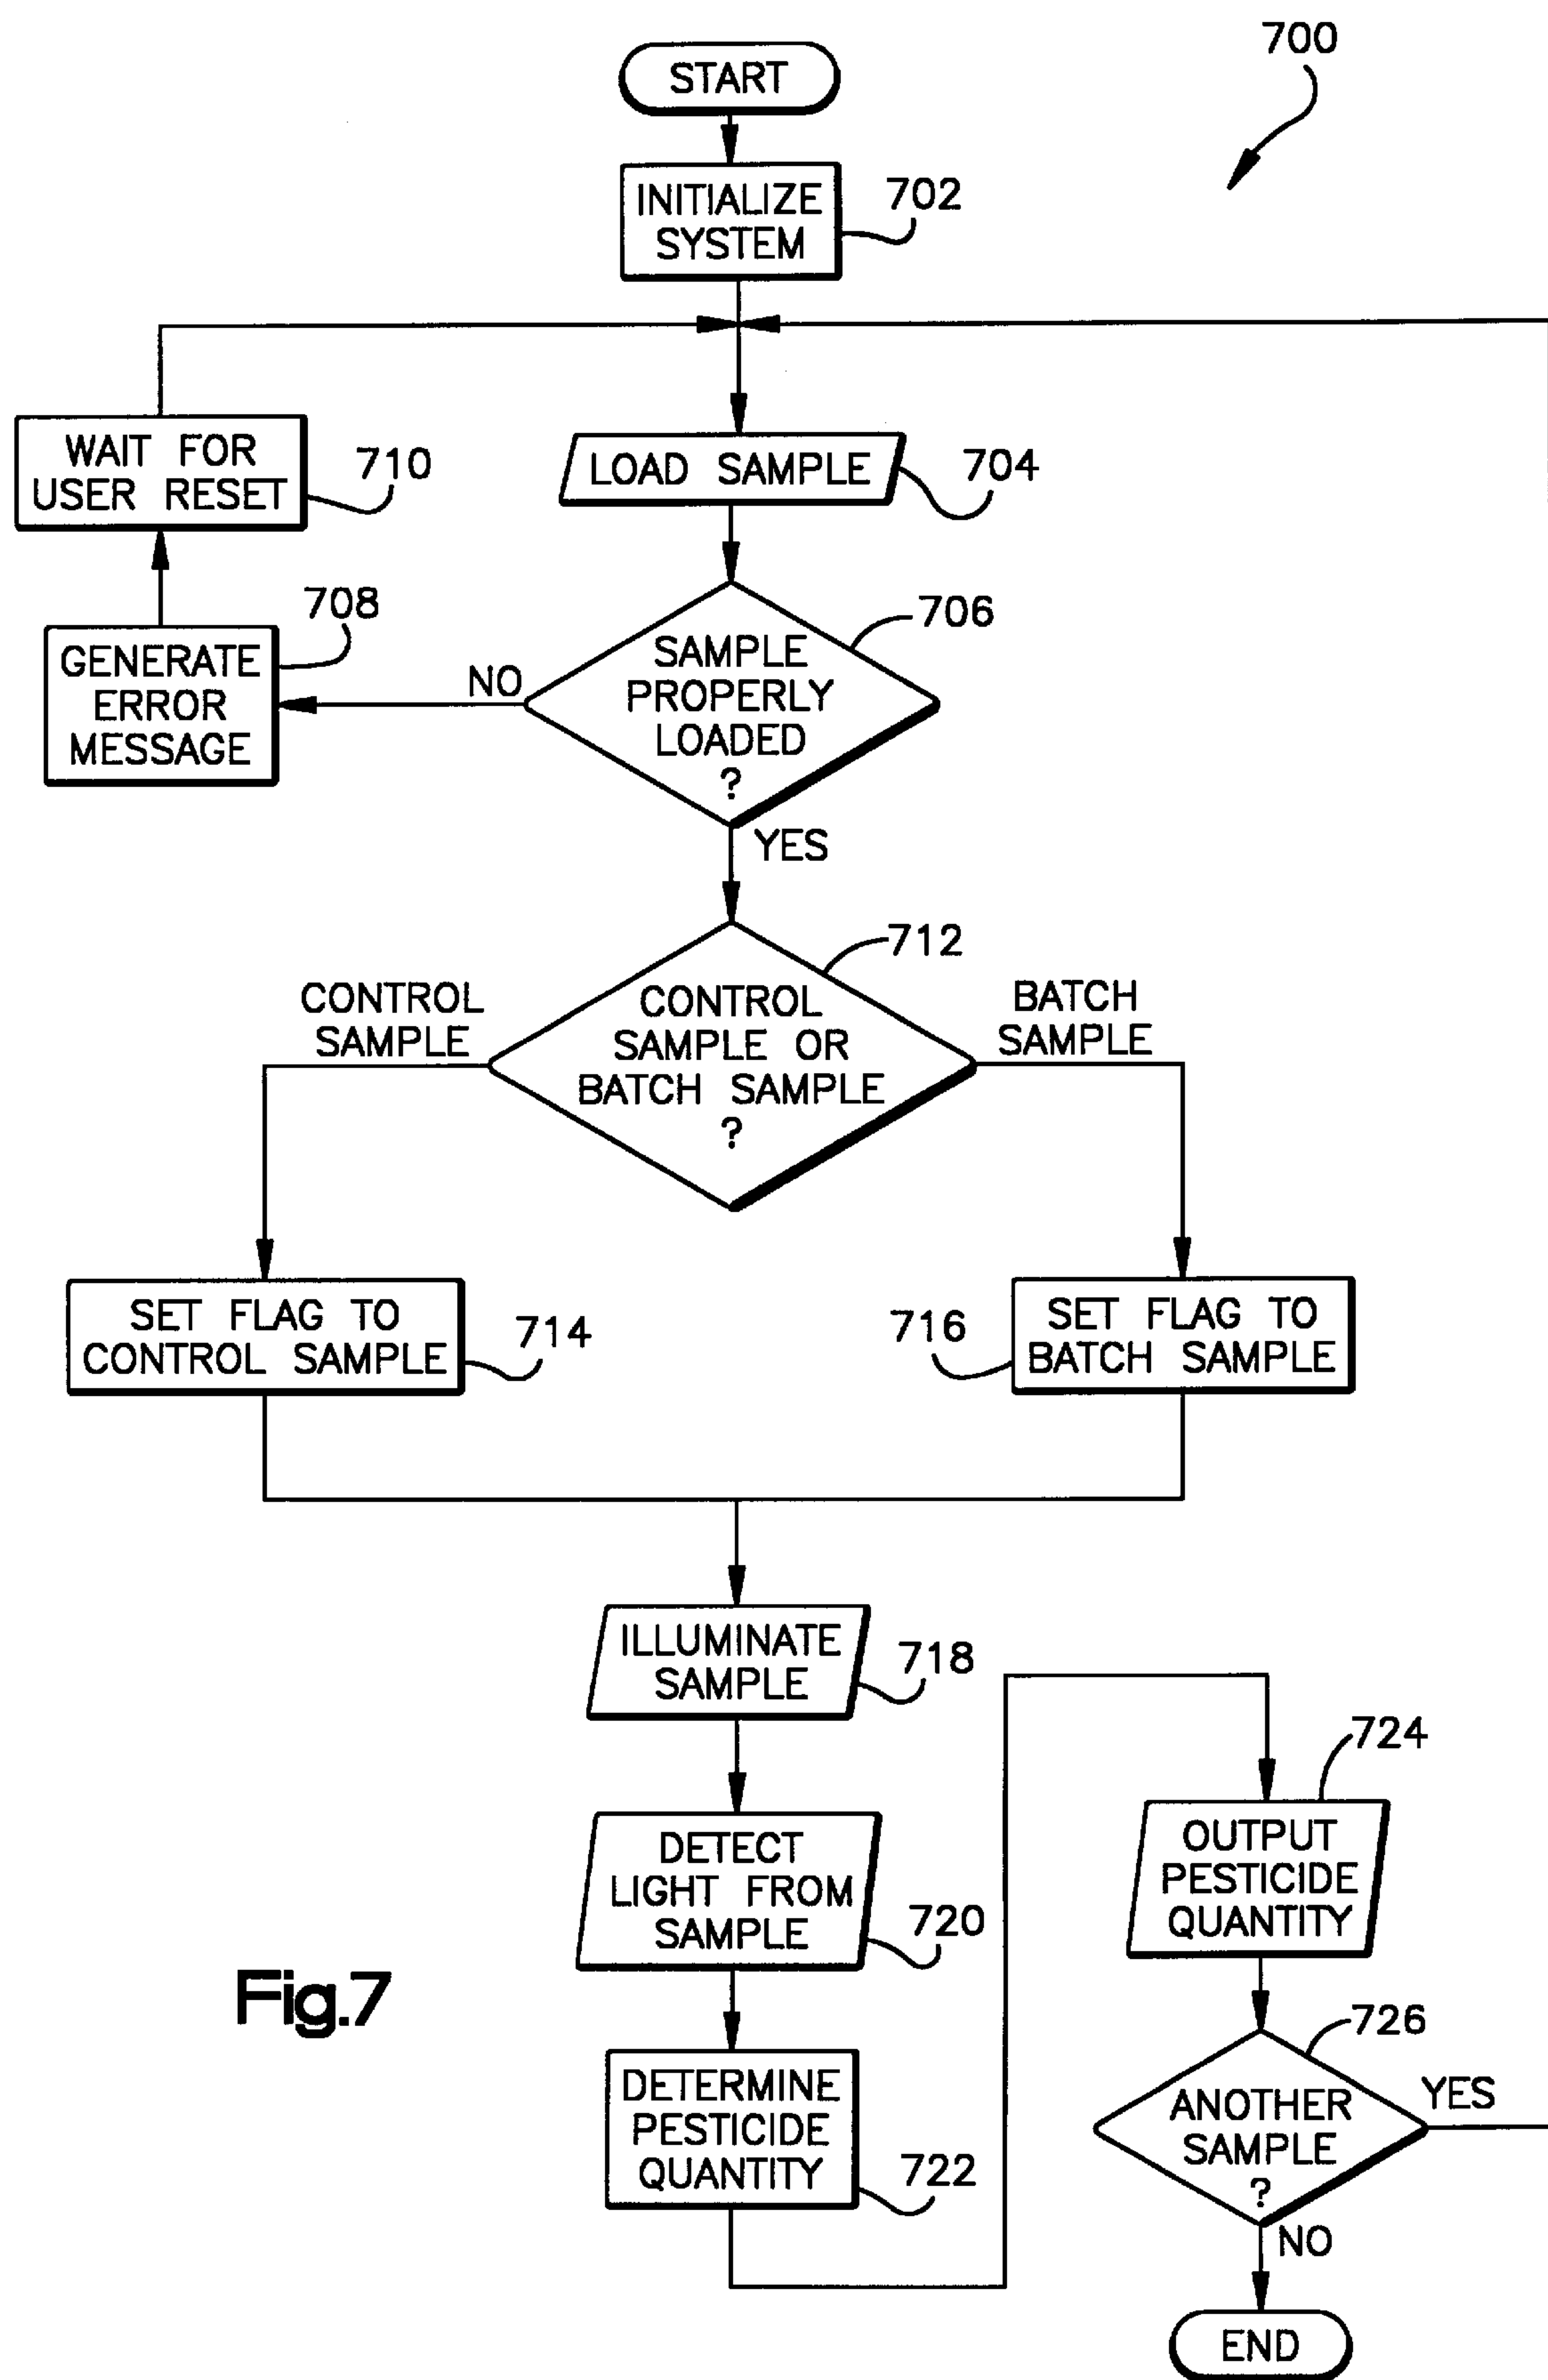 700
START
INITIALIZE
SYSTEM
702
WAIT FOR
USER RESET
710
LOAD SAMPLE
704
708
GENERATE
ERROR
MESSAGE
NO
706
SAMPLE
PROPERLY
LOADED
?
YES
712
CONTROL
SAMPLE
CONTROL
SAMPLE OR
BATCH SAMPLE
?
BATCH
SAMPLE
SET FLAG TO
CONTROL SAMPLE
714
716
SET FLAG TO
BATCH SAMPLE
ILLUMINATE
SAMPLE
718
DETECT
LIGHT FROM
SAMPLE
720
DETERMINE
PESTICIDE
QUANTITY
722
724
OUTPUT
PESTICIDE
QUANTITY
726
ANOTHER
SAMPLE
?
YES
NO
END
Fig.7